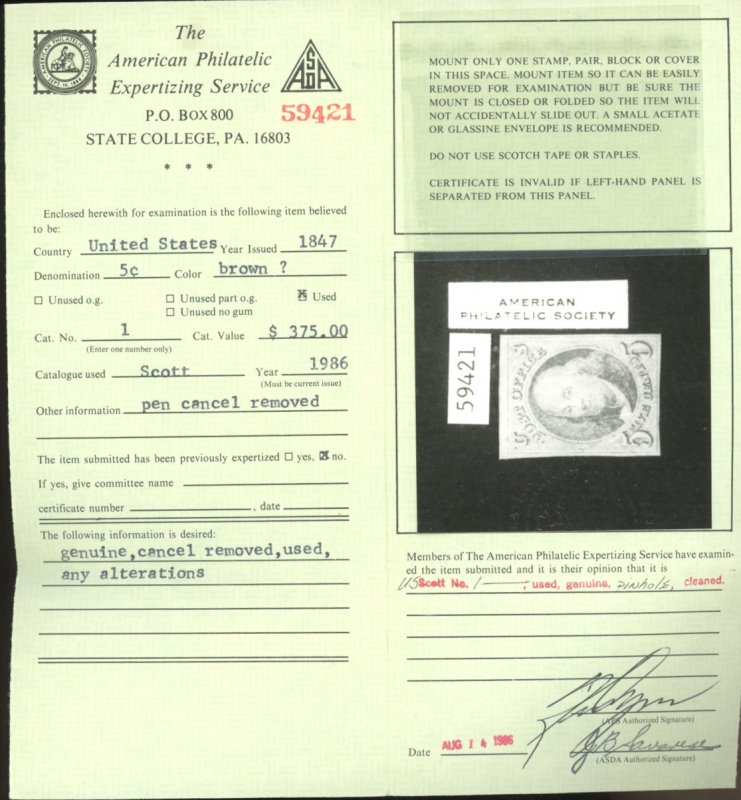 The
American Philatelic
Expertizing Service
P.O. BOX 800
STATE COLLEGE, PA. 16803
* * *
ASDA
59421
Enclosed herewith for examination is the following item believed
to be:
Country United States Year Issued 1847
Denomination 5¢ Color brown ?
☐ Unused o.g. ☐ Unused part o.g. ☒ Used
☐ Unused no gum
Cat. No. 1 Cat. Value $ 375.00
(Enter one number only)
Catalogue used Scott Year 1986
(Must be current issue)
Other information pen cancel removed
The item submitted has been previously expertized ☐ yes, ☒ no.
If yes, give committee name
certificate number , date
The following information is desired:
genuine,cancel removed,used,
any alterations
MOUNT ONLY ONE STAMP, PAIR, BLOCK OR COVER
IN THIS SPACE. MOUNT ITEM SO IT CAN BE EASILY
REMOVED FOR EXAMINATION BUT BE SURE THE
MOUNT IS CLOSED OR FOLDED SO THE ITEM WILL
NOT ACCIDENTALLY SLIDE OUT. A SMALL ACETATE
OR GLASSINE ENVELOPE IS RECOMMENDED.
DO NOT USE SCOTCH TAPE OR STAPLES.
CERTIFICATE IS INVALID IF LEFT-HAND PANEL IS
SEPARATED FROM THIS PANEL.
AMERICAN
PHILATELIC SOCIETY
59421
POST OFFICE
Members of The American Philatelic Expertizing Service have examin-
ed the item submitted and it is their opinion that it is
US Scott No. 1 , used, genuine, pinhole, cleaned.
(APS Authorized Signature)
Date AUG 14 1986
(ASDA Authorized Signature)